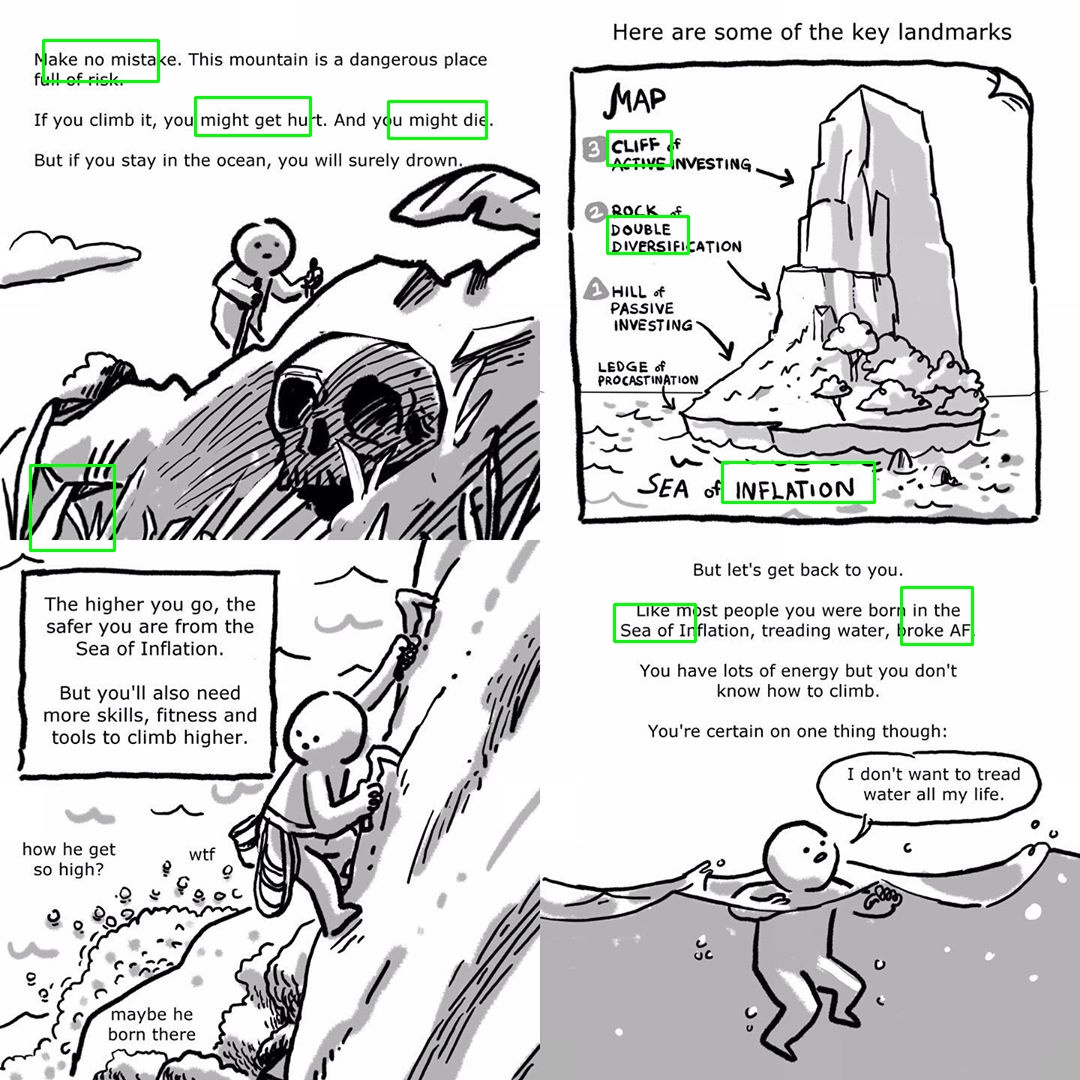 Make no mistake. This mountain is a dangerous place
full of risk.
If you climb it, you might get hurt. And you might die.
But if you stay in the ocean, you will surely drown.
Here are some of the key landmarks
MAP
3 CLIFF of
ACTIVE INVESTING
2 ROCK of
DOUBLE
DIVERSIFICATION
1 HILL of
PASSIVE
INVESTING
LEDGE of
PROCASTINATION
SEA of INFLATION
The higher you go, the
safer you are from the
Sea of Inflation.
But you'll also need
more skills, fitness and
tools to climb higher.
how he get
so high?
wtf
maybe he
born there
But let's get back to you.
Like most people you were born in the
Sea of Inflation, treading water, broke AF.
You have lots of energy but you don't
know how to climb.
You're certain on one thing though:
I don't want to tread
water all my life.